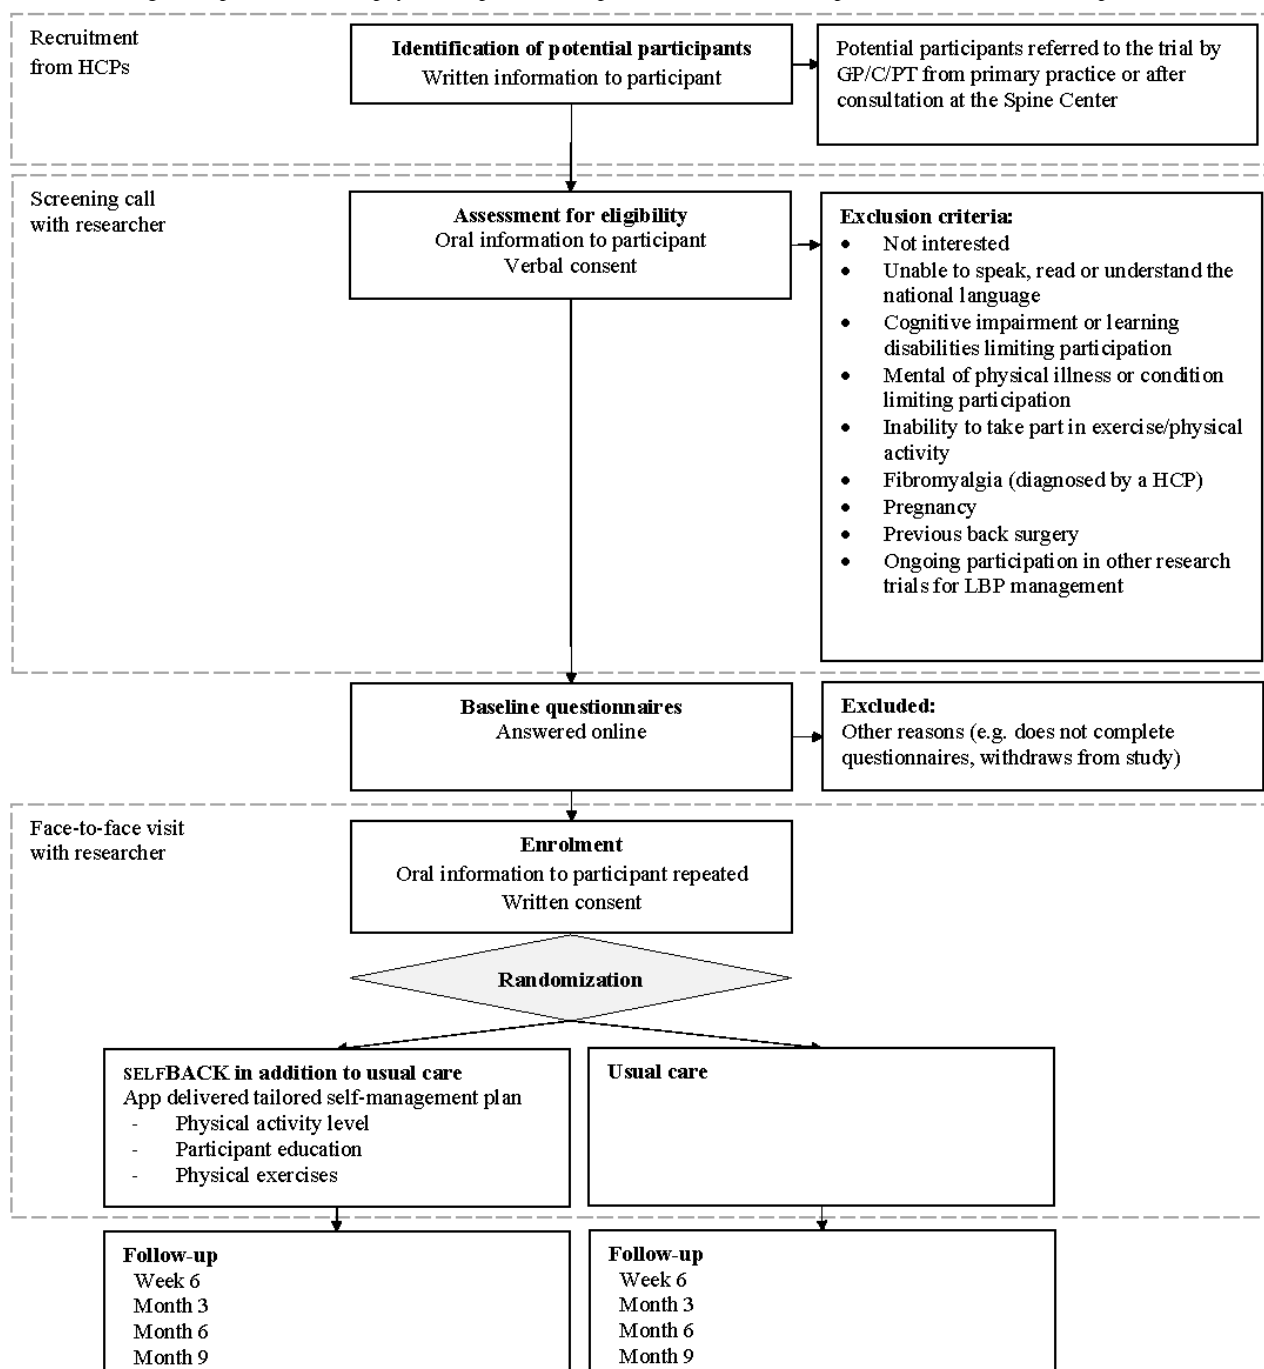 Recruitment
from HCPs
Identification of potential participants
Written information to participant
Potential participants referred to the trial by
GP/C/PT from primary practice or after
consultation at the Spine Center
Screening call
with researcher
Assessment for eligibility
Oral information to participant
Verbal consent
Exclusion criteria:
• Not interested
• Unable to speak, read or understand the
national language
• Cognitive impairment or learning
disabilities limiting participation
• Mental of physical illness or condition
limiting participation
• Inability to take part in exercise/physical
activity
• Fibromyalgia (diagnosed by a HCP)
• Pregnancy
• Previous back surgery
• Ongoing participation in other research
trials for LBP management
Baseline questionnaires
Answered online
Excluded:
Other reasons (e.g. does not complete
questionnaires, withdraws from study)
Face-to-face visit
with researcher
Enrolment
Oral information to participant repeated
Written consent
Randomization
SELFBACK in addition to usual care
App delivered tailored self-management plan
- Physical activity level
- Participant education
- Physical exercises
Usual care
Follow-up
Week 6
Month 3
Month 6
Month 9
Follow-up
Week 6
Month 3
Month 6
Month 9